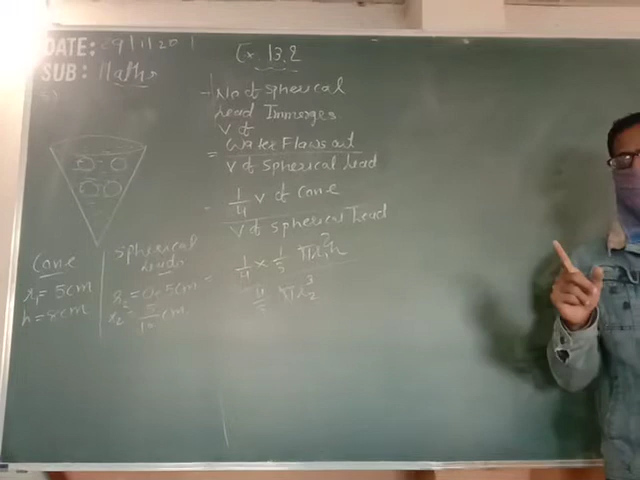 DATE: 09/1/20
SUB: Maths
Ex. 13.2
No of spherical
lead Immerges
V of
Water Flows out
= V of Spherical lead
= 1/4 V of Cone
V of spherical lead
= 1/4 × 1/3 πr₁²h
4/3 πr₂³
Cone
r₁ = 5cm
h = 8cm
Spherical
leads
r₂ = 0.5cm
r₂ = 5/10 cm